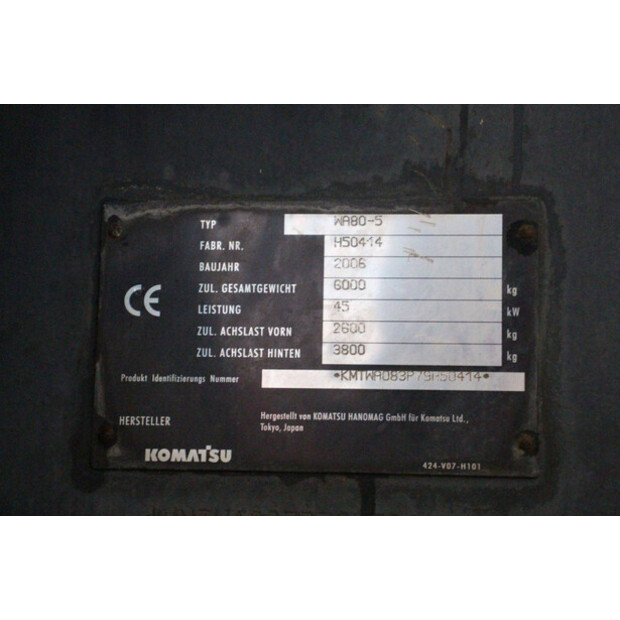 TYP WA80-5
FABR. NR. H50414
BAUJAHR 2006
ZUL. GESAMTGEWICHT 6000 kg
LEISTUNG 45 kW
ZUL. ACHSLAST VORN 2600 kg
ZUL. ACHSLAST HINTEN 3800 kg
CE
Produkt Identifizierungs Nummer
HERSTELLER Hergestellt von KOMATSU HANOMAG GmbH für Komatsu Ltd.,
Tokyo, Japan
KOMATSU
424-V07-H101